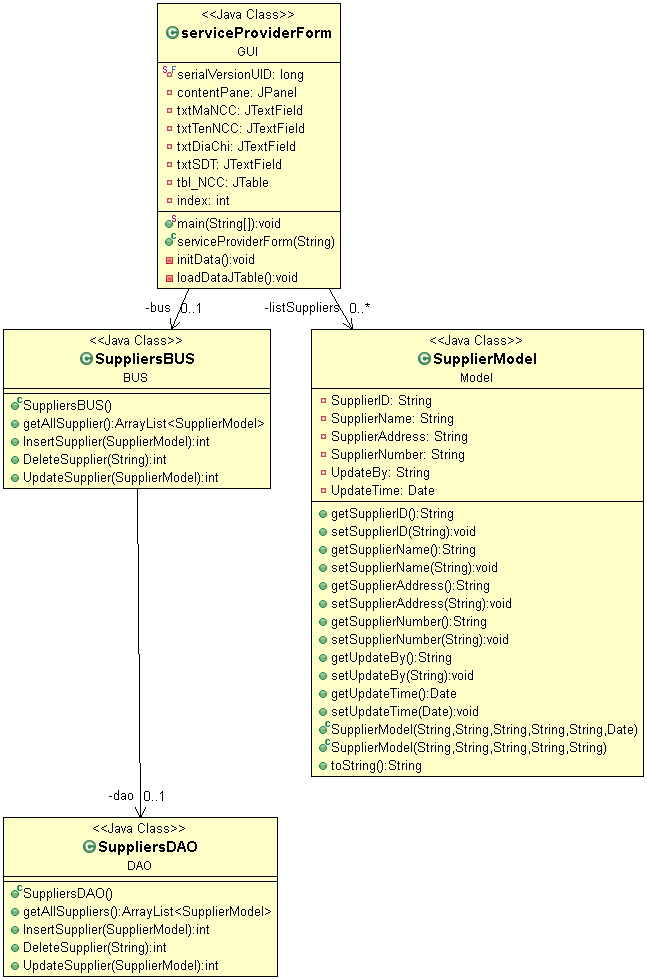 <<Java Class>>
serviceProviderForm
GUI
serialVersionUID: long
contentPane: JPanel
txtMaNCC: JTextField
txtTenNCC: JTextField
txtDiaChi: JTextField
txtSDT: JTextField
tbl_NCC: JTable
index: int
main(String[]):void
serviceProviderForm(String)
initData():void
loadDataJTable():void
-bus 0..1
-listSuppliers 0..*
<<Java Class>>
SuppliersBUS
BUS
SuppliersBUS()
getAllSupplier():ArrayList<SupplierModel>
InsertSupplier(SupplierModel):int
DeleteSupplier(String):int
UpdateSupplier(SupplierModel):int
<<Java Class>>
SupplierModel
Model
SupplierID: String
SupplierName: String
SupplierAddress: String
SupplierNumber: String
UpdateBy: String
UpdateTime: Date
getSupplierID():String
setSupplierID(String):void
getSupplierName():String
setSupplierName(String):void
getSupplierAddress():String
setSupplierAddress(String):void
getSupplierNumber():String
setSupplierNumber(String):void
getUpdateBy():String
setUpdateBy(String):void
getUpdateTime():Date
setUpdateTime(Date):void
SupplierModel(String,String,String,String,String,Date)
SupplierModel(String,String,String,String,String)
toString():String
-dao 0..1
<<Java Class>>
SuppliersDAO
DAO
SuppliersDAO()
getAllSuppliers():ArrayList<SupplierModel>
InsertSupplier(SupplierModel):int
DeleteSupplier(String):int
UpdateSupplier(SupplierModel):int